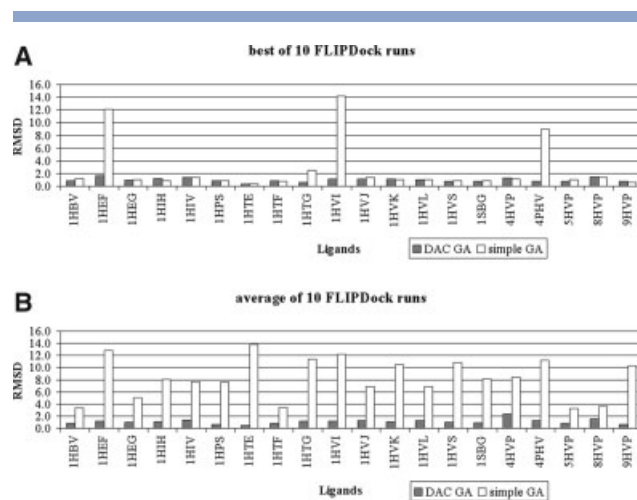 A
best of 10 FLIPDock runs
RMSD
16.0
14.0
12.0
10.0
8.0
6.0
4.0
2.0
0.0
1HBV 1HEF 1HEG 1HIH 1HIV 1HPS 1HTE 1HTF 1HTG 1HVI 1HVJ 1HVK 1HVL 1HVS 1SBG 4HVP 4PHV 5HVP 8HVP 9HVP
Ligands
DAC GA simple GA
B
average of 10 FLIPDock runs
RMSD
16.0
14.0
12.0
10.0
8.0
6.0
4.0
2.0
0.0
1HBV 1HEF 1HEG 1HIH 1HIV 1HPS 1HTE 1HTF 1HTG 1HVI 1HVJ 1HVK 1HVL 1HVS 1SBG 4HVP 4PHV 5HVP 8HVP 9HVP
Ligands
DAC GA simple GA